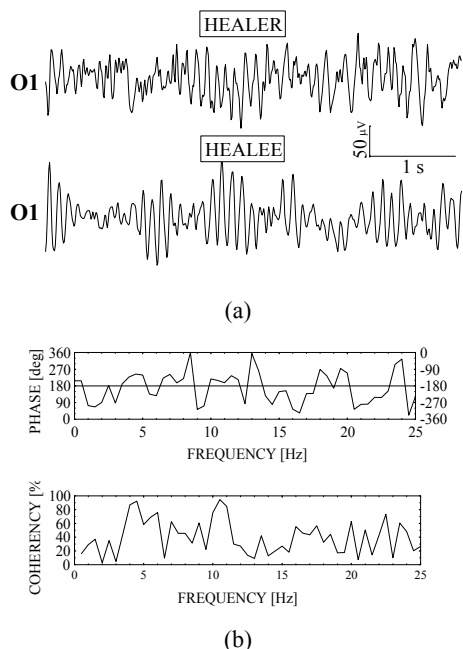 HEALER
O1
HEALEE
50 μV
1 s
O1
(a)
PHASE [deg]
360
270
180
90
0
0
-90
-180
-270
-360
0 5 10 15 20 25
FREQUENCY [Hz]
COHERENCY [%
100
80
60
40
20
0
0 5 10 15 20 25
FREQUENCY [Hz]
(b)